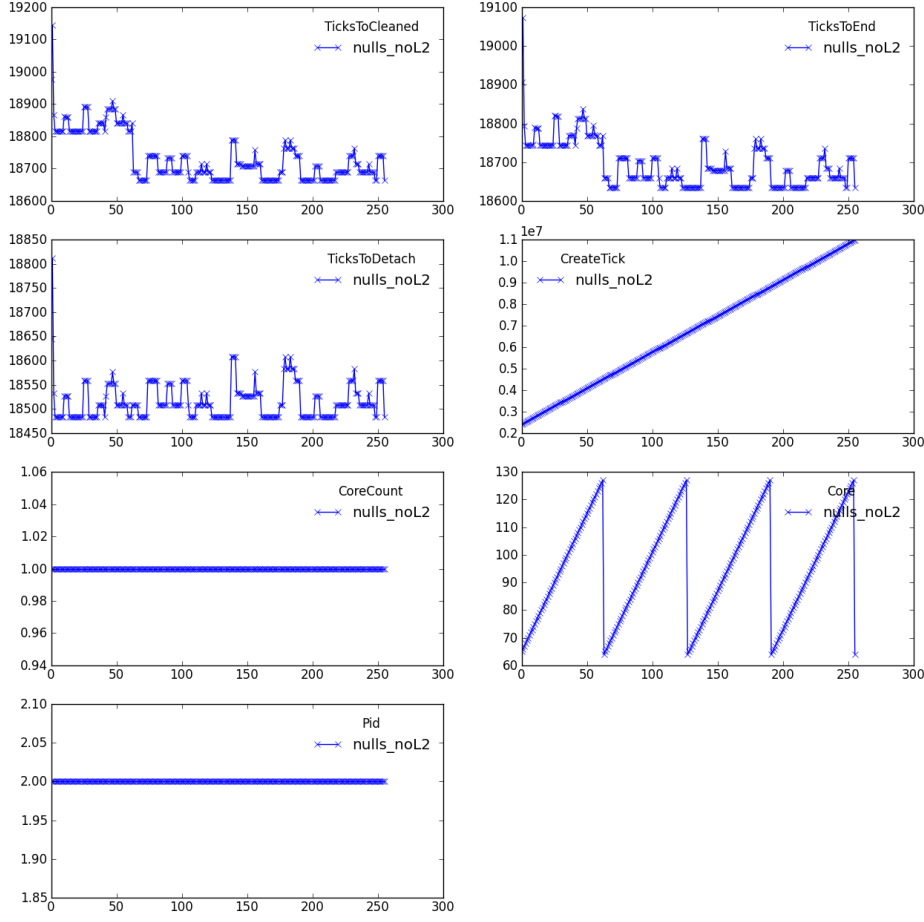 TicksToCleaned
nulls_noL2
19200
19100
19000
18900
18800
18700
18600
0 50 100 150 200 250 300
TicksToEnd
nulls_noL2
19100
19000
18900
18800
18700
18600
0 50 100 150 200 250 300
TicksToDetach
nulls_noL2
18850
18800
18750
18700
18650
18600
18550
18500
18450
0 50 100 150 200 250 300
1e7
CreateTick
nulls_noL2
1.1
1.0
0.9
0.8
0.7
0.6
0.5
0.4
0.3
0.2
0 50 100 150 200 250 300
CoreCount
nulls_noL2
1.06
1.04
1.02
1.00
0.98
0.96
0.94
0 50 100 150 200 250 300
Core
nulls_noL2
130
120
110
100
90
80
70
60
0 50 100 150 200 250 300
Pid
nulls_noL2
2.10
2.05
2.00
1.95
1.90
1.85
0 50 100 150 200 250 300